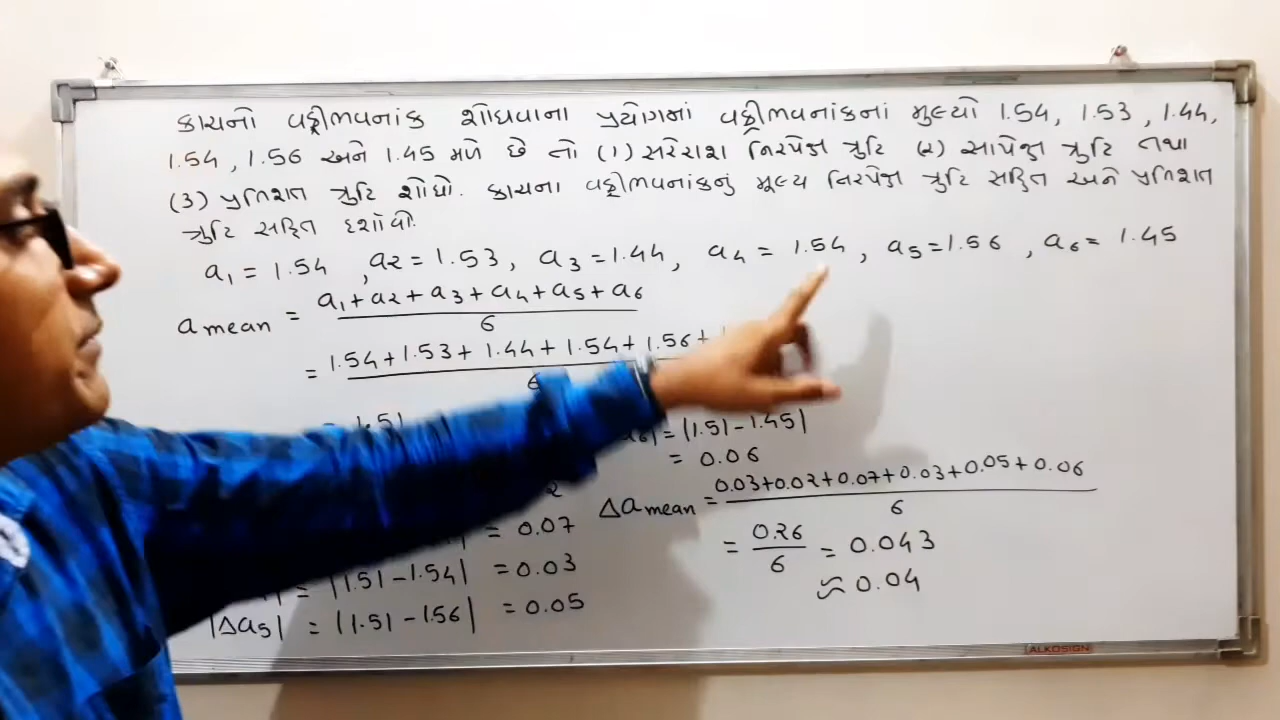 કાચનો વક્રીભવનાંક શોધવાના પ્રયોગનાં વક્રીભવનાંકનાં મુલ્યો 1.54, 1.53, 1.44,
1.54, 1.56 અને 1.45 મળે છે તો (1) સરેરાશ નિરપેક્ષ ત્રુટિ (૨) સાપેક્ષ ત્રુટિ તથા
(3) પ્રતિશત ત્રુટિ શોધો. કાચના વક્રીભવનાંકનું મૂલ્ય નિરપેક્ષ ત્રુટિ સહિત અને પ્રતિશત
ત્રુટિ સહિત દર્શાવો.
a1 = 1.54 , a2 = 1.53, a3 = 1.44, a4 = 1.54, a5 = 1.56, a6 = 1.45
a mean = a1 + a2 + a3 + a4 + a5 + a6 / 6
= 1.54 + 1.53 + 1.44 + 1.54 + 1.56 +
= |1.51 - 1.45|
= 0.06
Δa mean = 0.03+0.02+0.07+0.03+0.05+0.06 / 6
= 0.07
= 0.26 / 6 = 0.043
= |1.51 - 1.54| = 0.03
≈ 0.04
|Δa5| = |1.51 - 1.56| = 0.05
ALKOSIGN